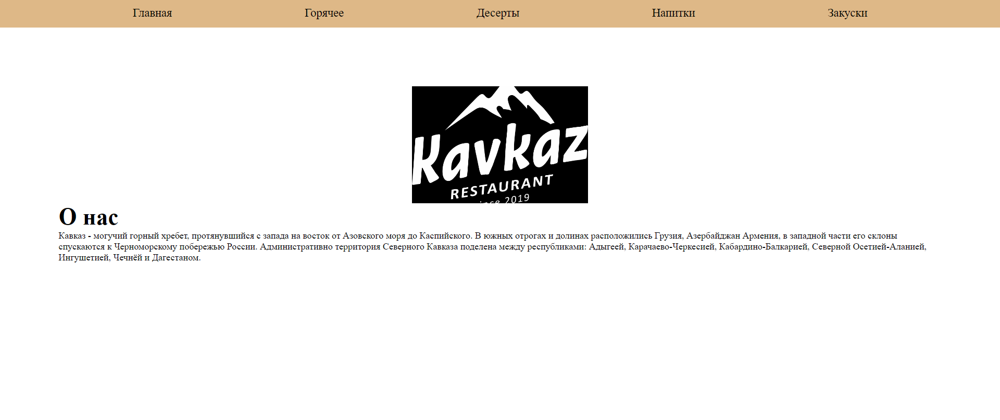 Главная Горячее Десерты Напитки Закуски
Kavkaz
RESTAURANT
2019
О нас
Кавказ - могучий горный хребет, протянувшийся с запада на восток от Азовского моря до Каспийского. В южных отрогах и долинах расположились Грузия, Азербайджан Армения, в западной части его склоны
спускаются к Черноморскому побережью России. Административно территория Северного Кавказа поделена между республиками: Адыгеей, Карачаево-Черкесией, Кабардино-Балкарией, Северной Осетией-Аланией,
Ингушетией, Чечнёй и Дагестаном.